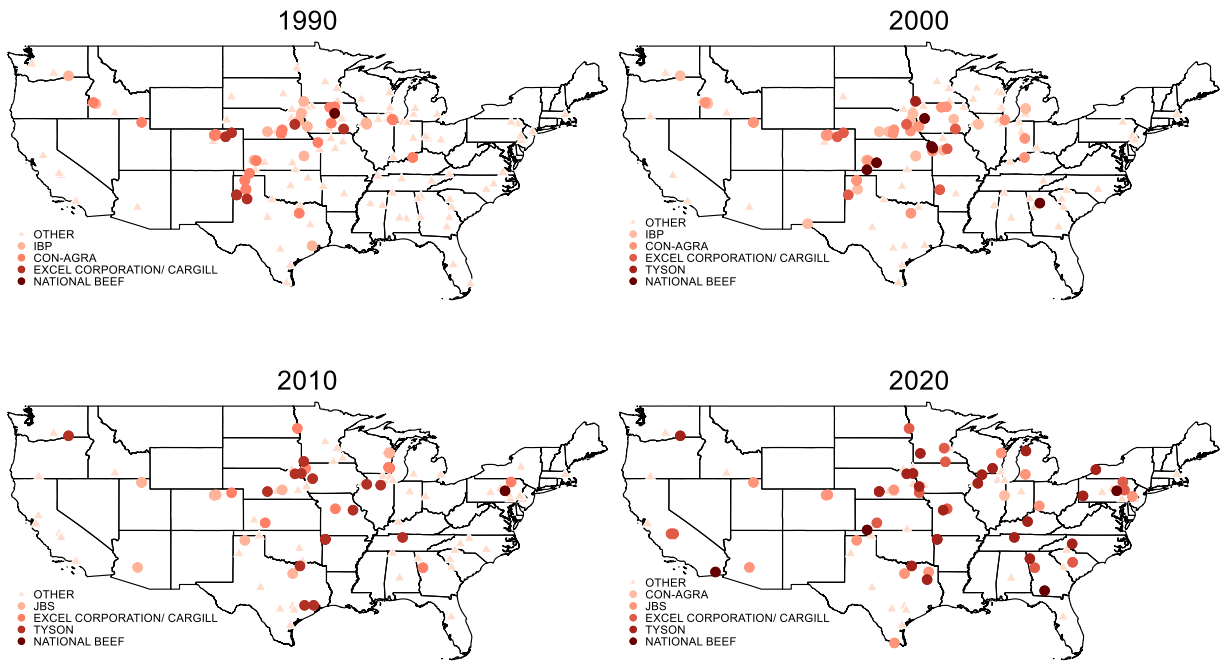 1990
OTHER
IBP
CON-AGRA
EXCEL CORPORATION/ CARGILL
NATIONAL BEEF
2000
OTHER
IBP
CON-AGRA
EXCEL CORPORATION/ CARGILL
TYSON
NATIONAL BEEF
2010
OTHER
JBS
EXCEL CORPORATION/ CARGILL
TYSON
NATIONAL BEEF
2020
OTHER
CON-AGRA
JBS
EXCEL CORPORATION/ CARGILL
TYSON
NATIONAL BEEF